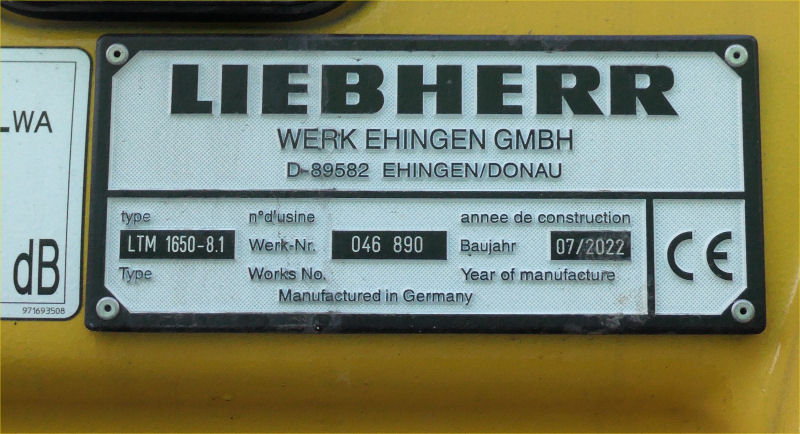 LWA
dB
971693508
LIEBHERR
WERK EHINGEN GMBH
D-89582 EHINGEN/DONAU
type n°d'usine annee de construction
LTM 1650-8.1 Werk-Nr. 046 890 Baujahr 07/2022
Type Works No. Year of manufacture
Manufactured in Germany
CE